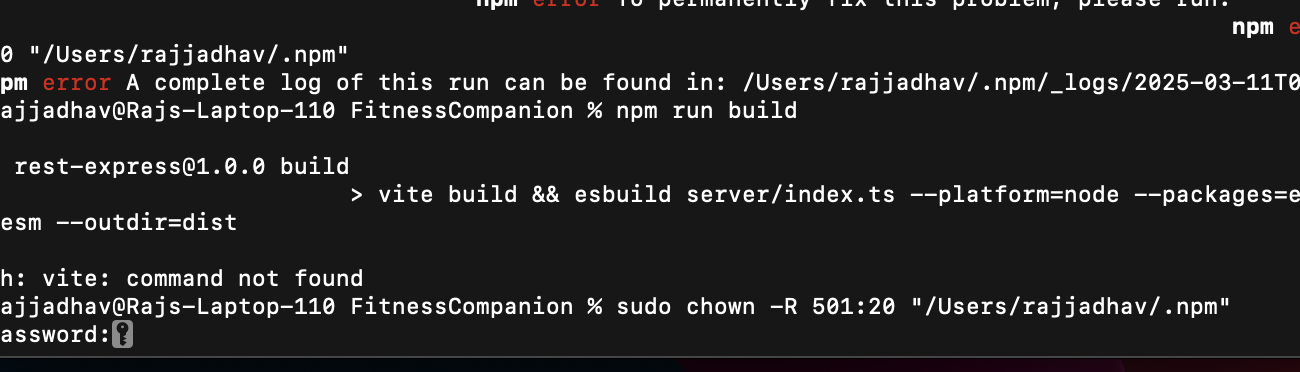 npm error To permanently fix this problem, please run:
npm e
0 "/Users/rajjadhav/.npm"
pm error A complete log of this run can be found in: /Users/rajjadhav/.npm/_logs/2025-03-11T0
ajjadhav@Rajs-Laptop-110 FitnessCompanion % npm run build
rest-express@1.0.0 build
> vite build && esbuild server/index.ts --platform=node --packages=e
esm --outdir=dist
h: vite: command not found
ajjadhav@Rajs-Laptop-110 FitnessCompanion % sudo chown -R 501:20 "/Users/rajjadhav/.npm"
assword: